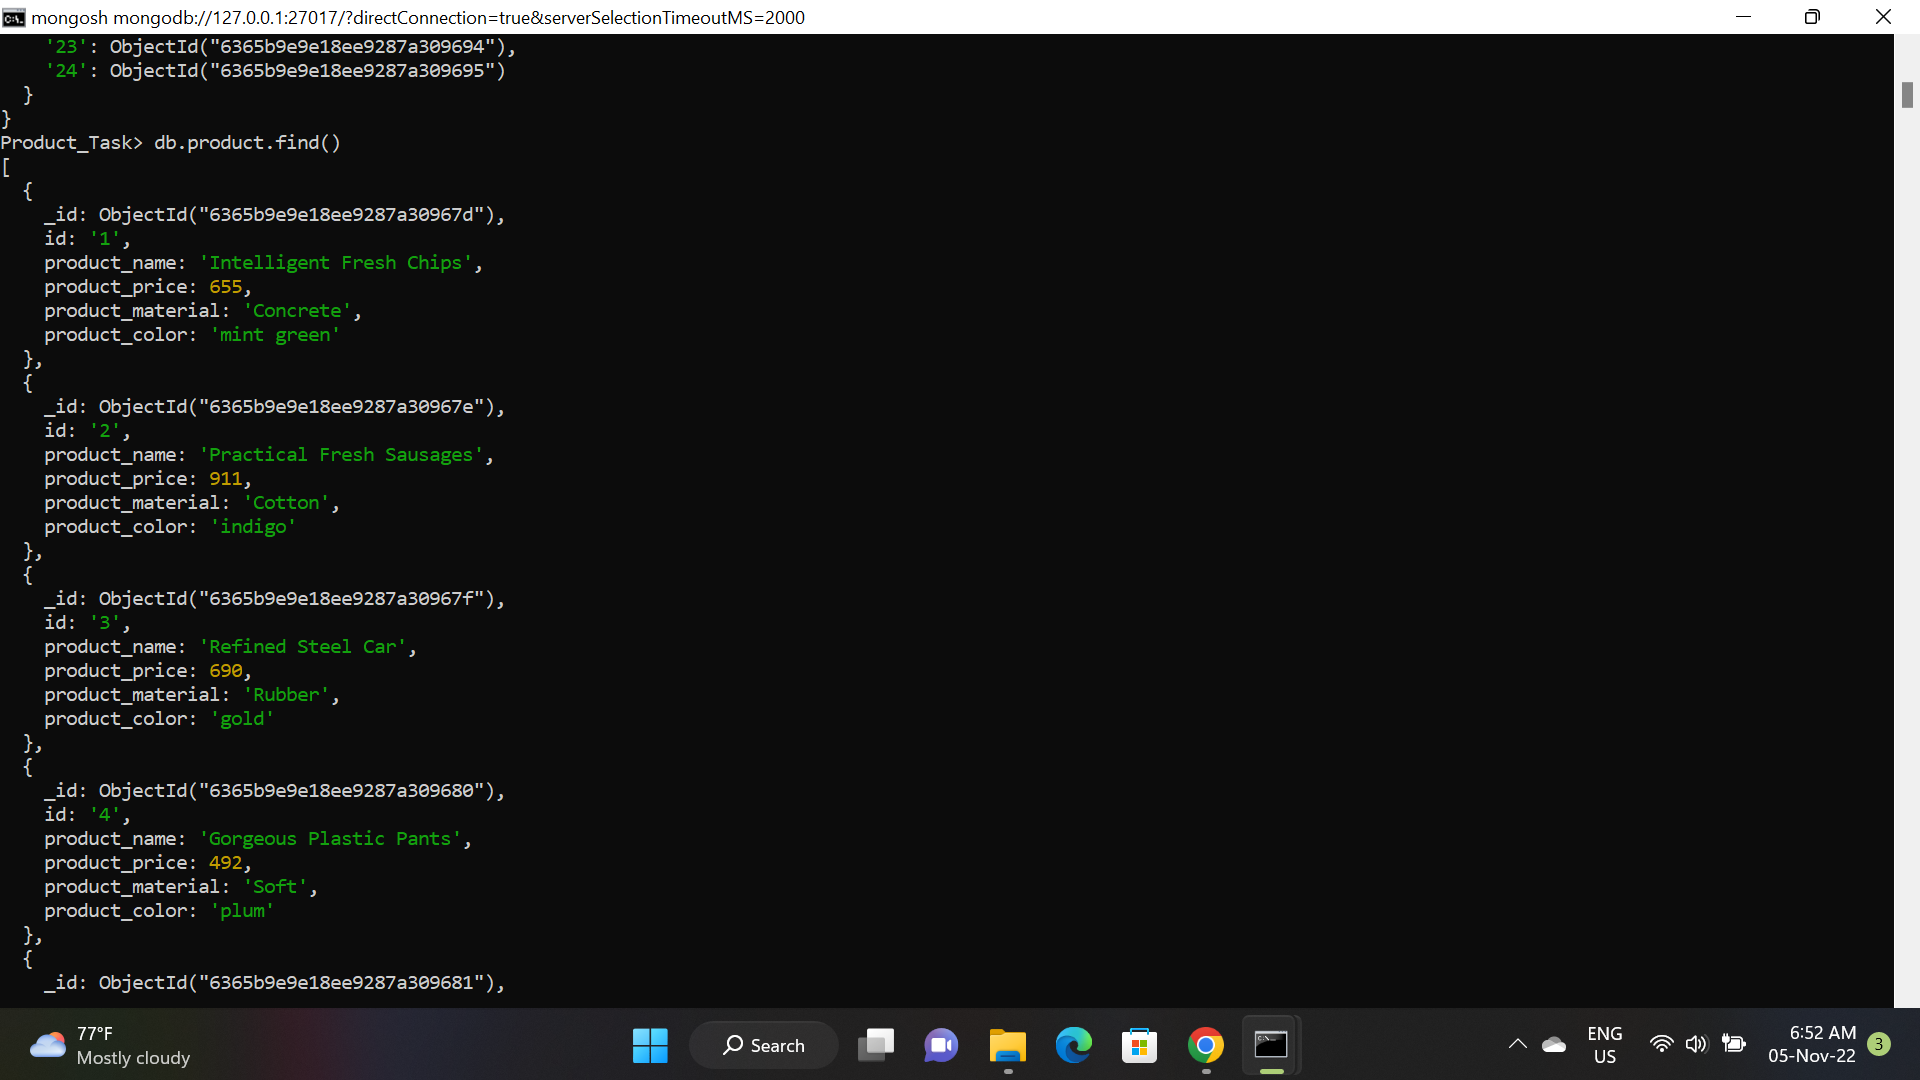 mongosh mongodb://127.0.0.1:27017/?directConnection=true&serverSelectionTimeoutMS=2000
    '23': ObjectId("6365b9e9e18ee9287a309694"),
    '24': ObjectId("6365b9e9e18ee9287a309695")
  }
}
Product_Task> db.product.find()
[
  {
    _id: ObjectId("6365b9e9e18ee9287a30967d"),
    id: '1',
    product_name: 'Intelligent Fresh Chips',
    product_price: 655,
    product_material: 'Concrete',
    product_color: 'mint green'
  },
  {
    _id: ObjectId("6365b9e9e18ee9287a30967e"),
    id: '2',
    product_name: 'Practical Fresh Sausages',
    product_price: 911,
    product_material: 'Cotton',
    product_color: 'indigo'
  },
  {
    _id: ObjectId("6365b9e9e18ee9287a30967f"),
    id: '3',
    product_name: 'Refined Steel Car',
    product_price: 690,
    product_material: 'Rubber',
    product_color: 'gold'
  },
  {
    _id: ObjectId("6365b9e9e18ee9287a309680"),
    id: '4',
    product_name: 'Gorgeous Plastic Pants',
    product_price: 492,
    product_material: 'Soft',
    product_color: 'plum'
  },
  {
    _id: ObjectId("6365b9e9e18ee9287a309681"),
77°F
Mostly cloudy
Search
ENG
US
6:52 AM
05-Nov-22
3